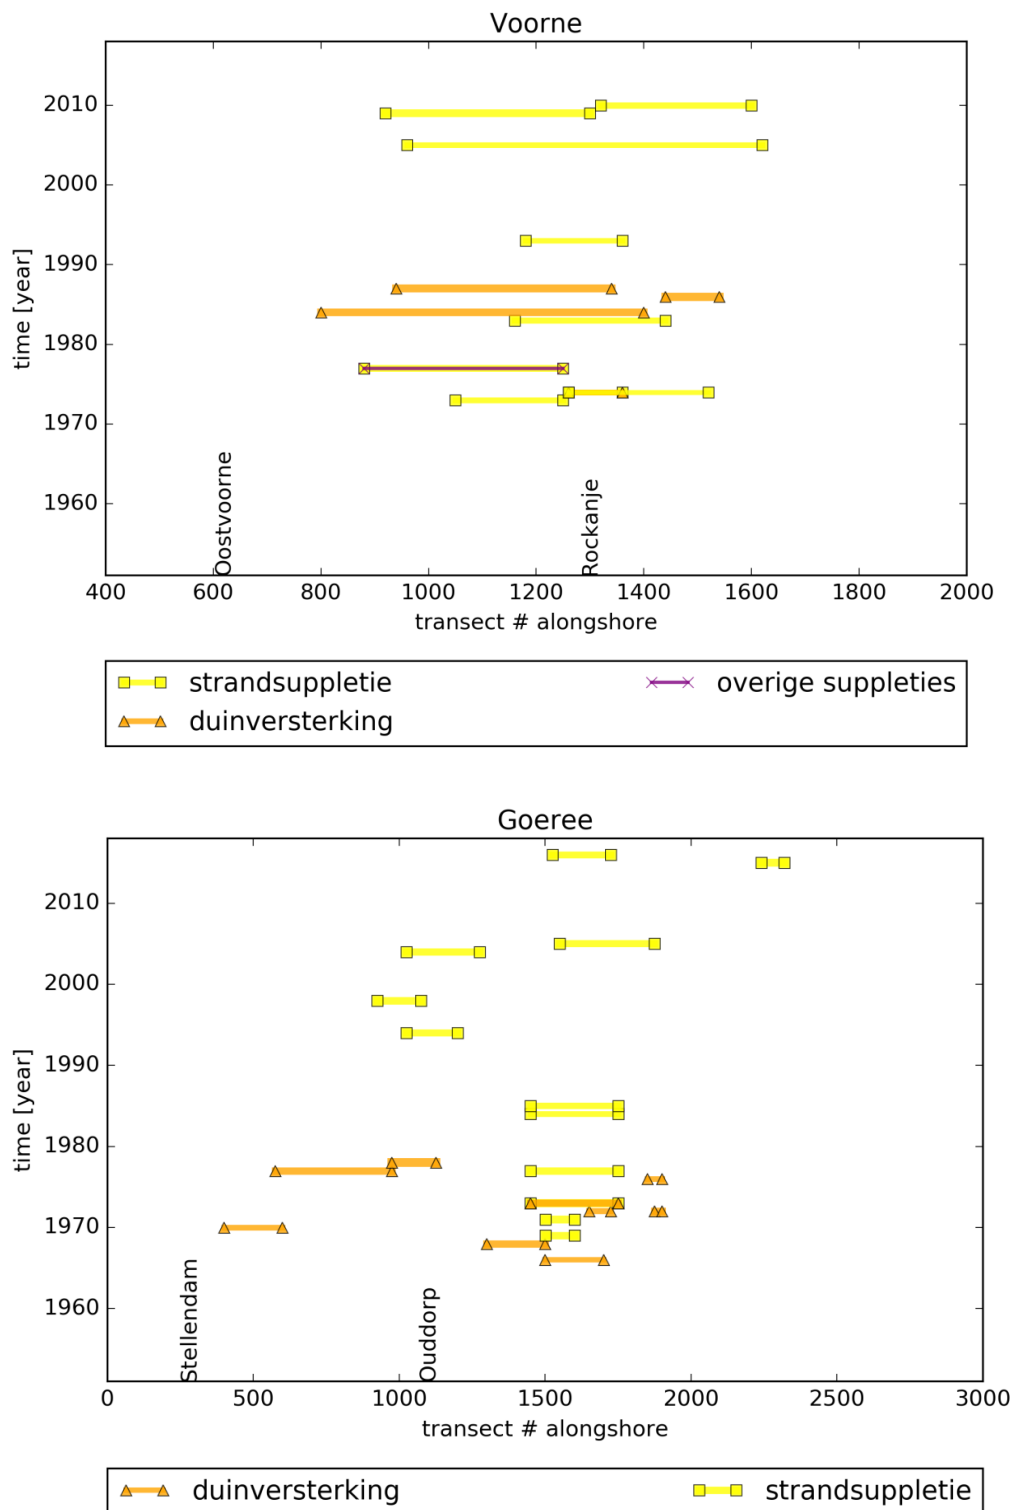 Voorne
2010
2000
1990
1980
1970
1960
time [year]
Oostvoorne
Rockanje
400 600 800 1000 1200 1400 1600 1800 2000
transect # alongshore
strandsuppletie overige suppleties
duinversterking
Goeree
2010
2000
1990
1980
1970
1960
time [year]
Stellendam
Ouddorp
0 500 1000 1500 2000 2500 3000
transect # alongshore
duinversterking strandsuppletie